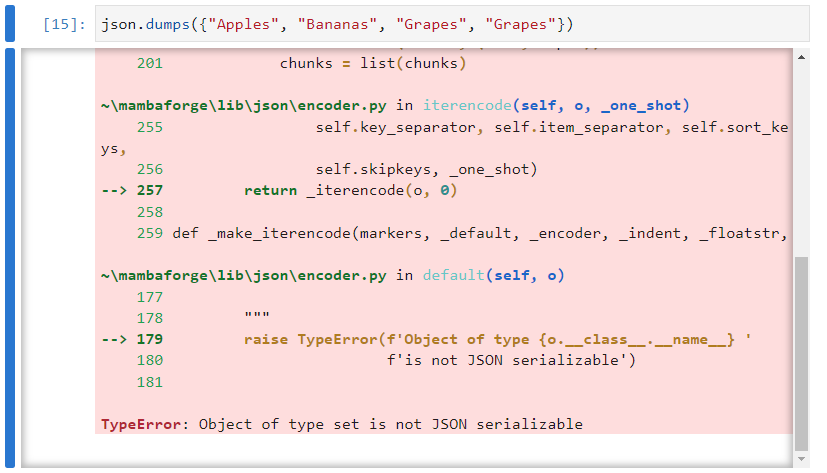 [15]: json.dumps({"Apples", "Bananas", "Grapes", "Grapes"})
201 chunks = list(chunks)
~\mambaforge\lib\json\encoder.py in iterencode(self, o, _one_shot)
255 self.key_separator, self.item_separator, self.sort_ke
ys,
256 self.skipkeys, _one_shot)
--> 257 return _iterencode(o, 0)
258
259 def _make_iterencode(markers, _default, _encoder, _indent, _floatstr,
~\mambaforge\lib\json\encoder.py in default(self, o)
177
178 """
--> 179 raise TypeError(f'Object of type {o.__class__.__name__} '
180 f'is not JSON serializable')
181
TypeError: Object of type set is not JSON serializable